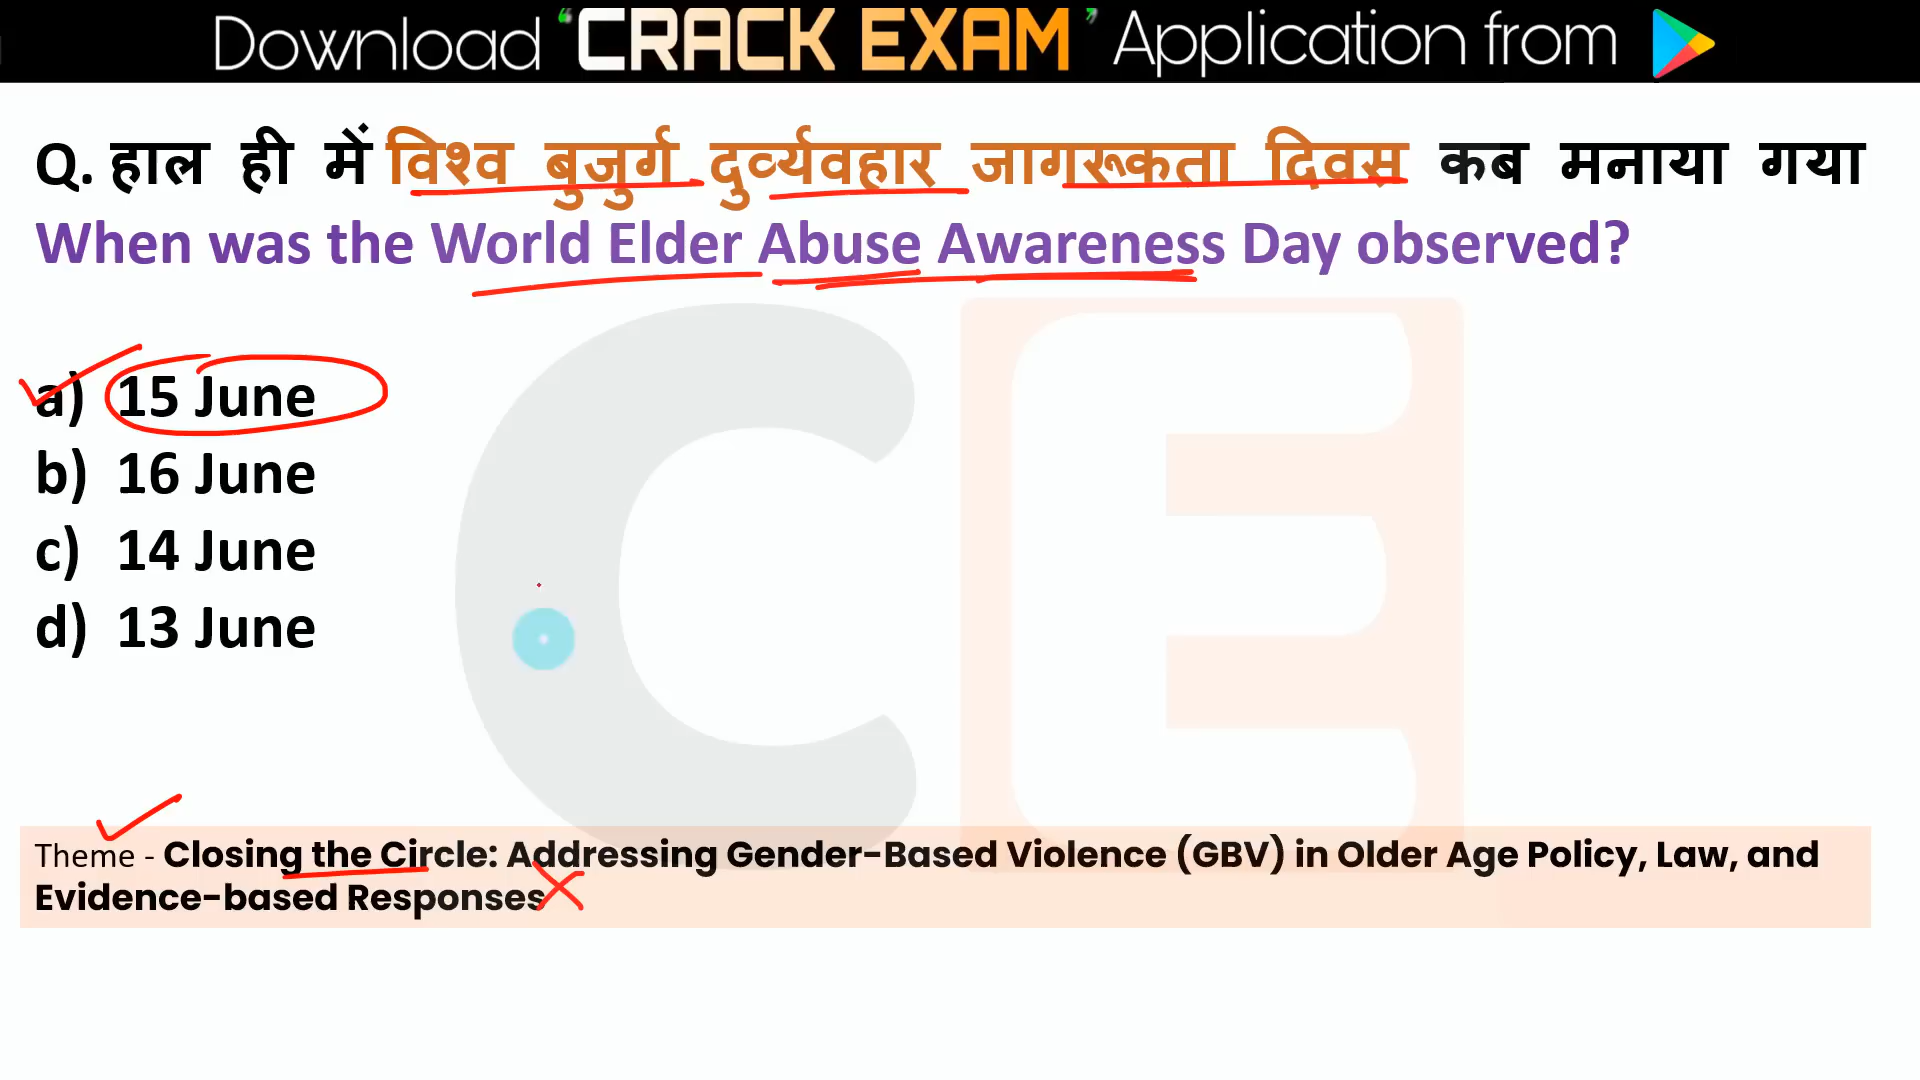 Download ‘CRACK EXAM’ Application from
Q. हाल ही में विश्व बुजुर्ग दुर्व्यवहार जागरूकता दिवस कब मनाया गया
When was the World Elder Abuse Awareness Day observed?
a) 15 June
b) 16 June
c) 14 June
d) 13 June
Theme - Closing the Circle: Addressing Gender-Based Violence (GBV) in Older Age Policy, Law, and
Evidence-based Responses
CE